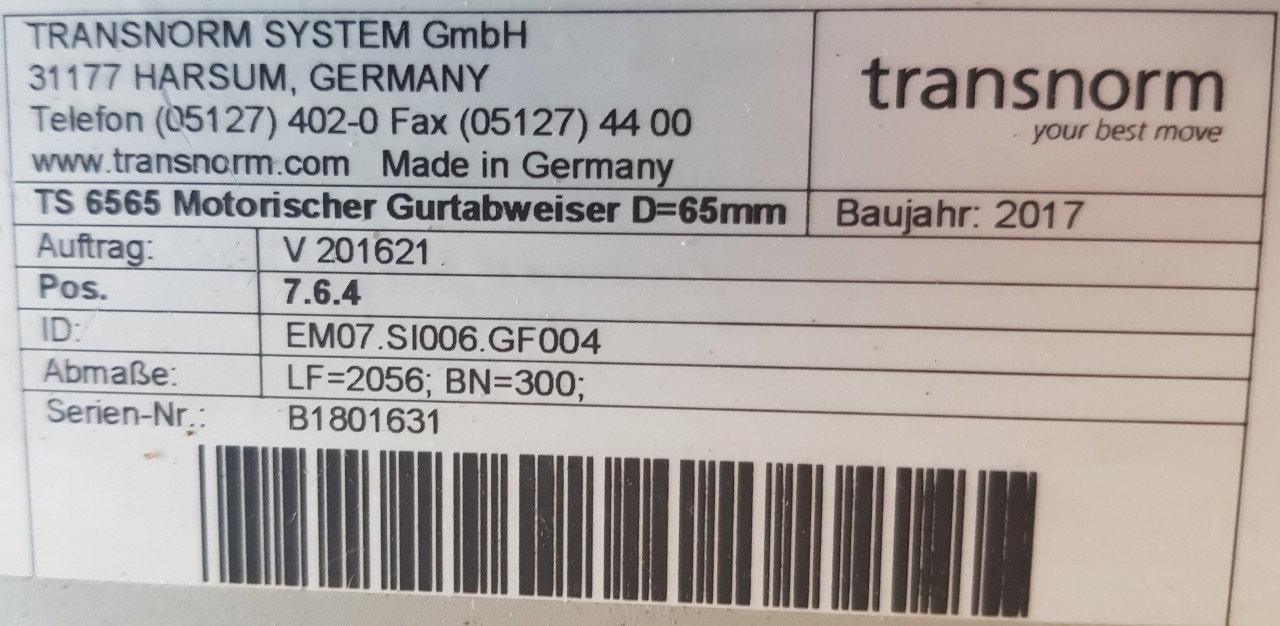 TRANSNORM SYSTEM GmbH
31177 HARSUM, GERMANY
Telefon (05127) 402-0 Fax (05127) 44 00
www.transnorm.com Made in Germany
transnorm
your best move
TS 6565 Motorischer Gurtabweiser D=65mm
Baujahr: 2017
Auftrag: V 201621
Pos. 7.6.4
ID: EM07.SI006.GF004
Abmaße: LF=2056; BN=300;
Serien-Nr.: B1801631